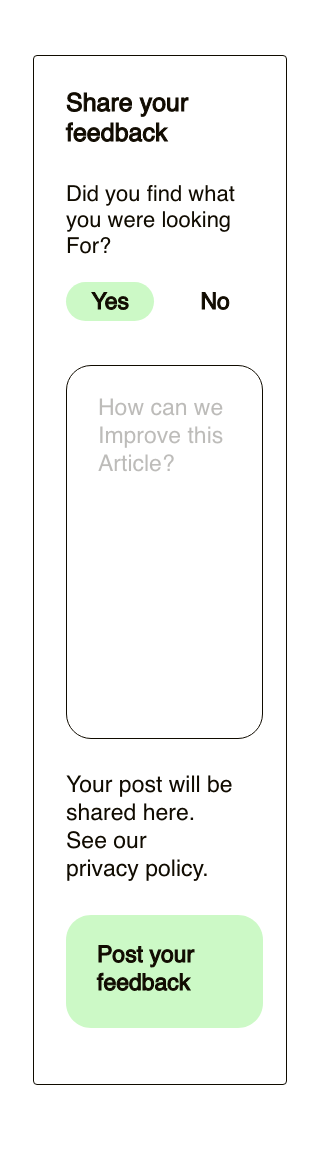 Share your
feedback
Did you find what
you were looking
For?
Yes
No
How can we
Improve this
Article?
Your post will be
shared here.
See our
privacy policy.
Post your
feedback